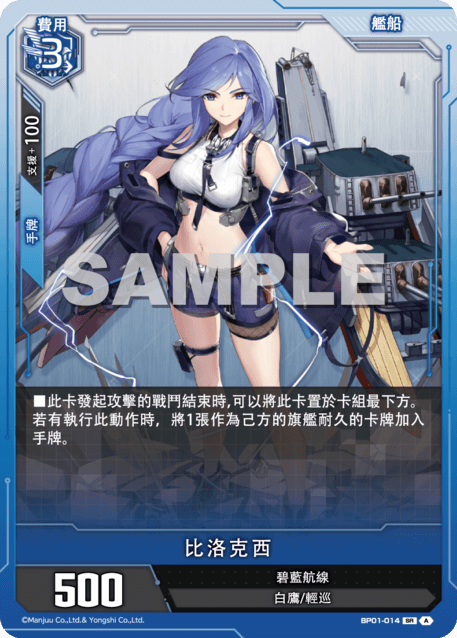 費用
艦船
3
支援+100
手牌
SAMPLE
■此卡發起攻擊的戰鬥結束時,可以將此卡置於卡組最下方。
若有執行此動作時，將1張作為己方的旗艦耐久的卡牌加入
手牌。
比洛克西
500
碧藍航線
白鷹/輕巡
©Manjuu Co.,Ltd.& Yongshi Co.,Ltd.
BP01-014 SR A